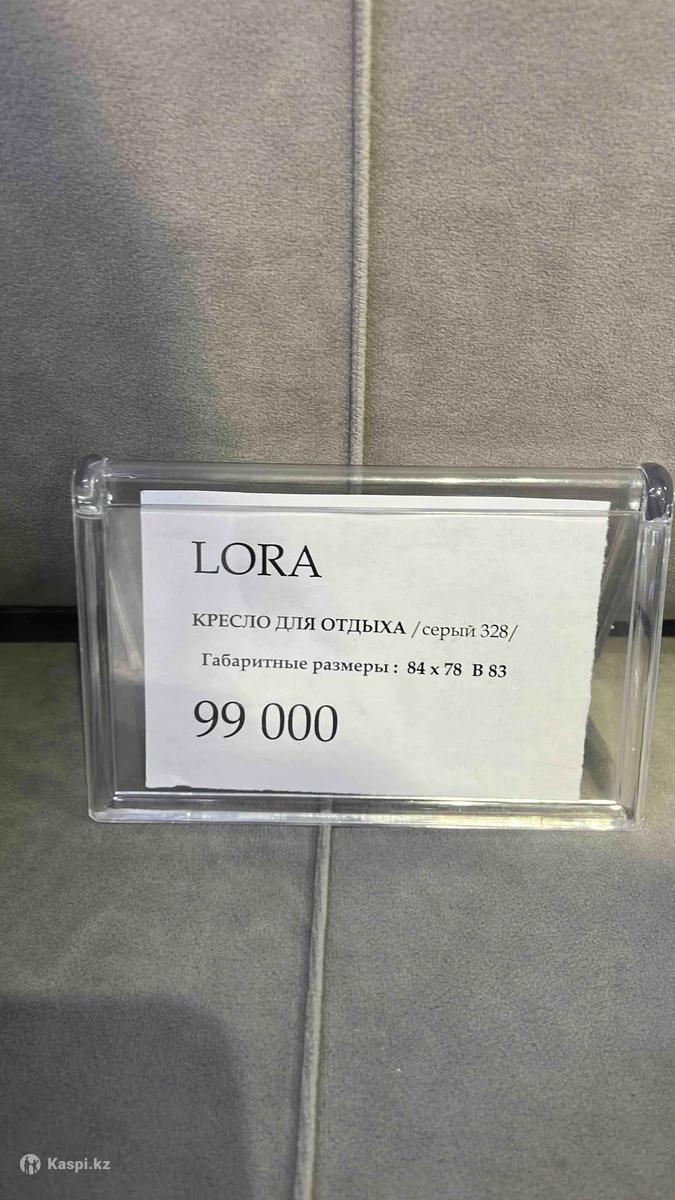 LORA
КРЕСЛО ДЛЯ ОТДЫХА /серый 328/
Габаритные размеры : 84 х 78 В 83
99 000
Kaspi.kz